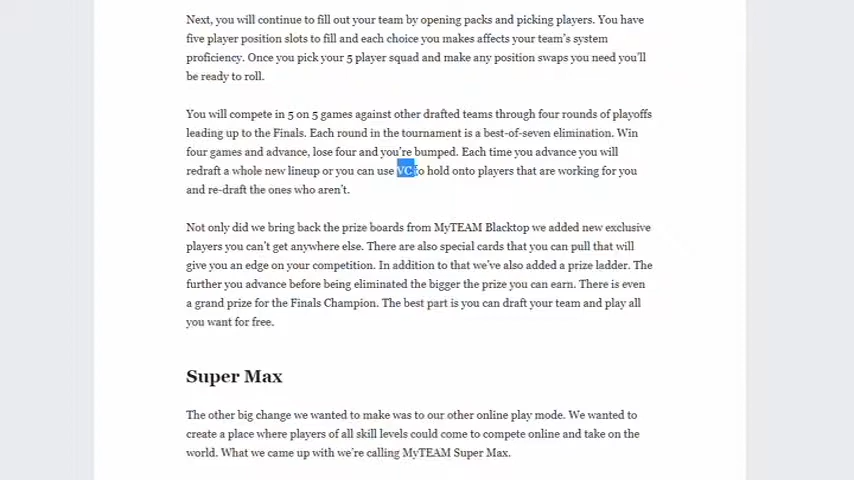 Next, you will continue to fill out your team by opening packs and picking players. You have
five player position slots to fill and each choice you makes affects your team's system
proficiency. Once you pick your 5 player squad and make any position swaps you need you'll
be ready to roll.
You will compete in 5 on 5 games against other drafted teams through four rounds of playoffs
leading up to the Finals. Each round in the tournament is a best-of-seven elimination. Win
four games and advance, lose four and you're bumped. Each time you advance you will
redraft a whole new lineup or you can use VC to hold onto players that are working for you
and re-draft the ones who aren't.
Not only did we bring back the prize boards from MyTEAM Blacktop we added new exclusive
players you can't get anywhere else. There are also special cards that you can pull that will
give you an edge on your competition. In addition to that we've also added a prize ladder. The
further you advance before being eliminated the bigger the prize you can earn. There is even
a grand prize for the Finals Champion. The best part is you can draft your team and play all
you want for free.
Super Max
The other big change we wanted to make was to our other online play mode. We wanted to
create a place where players of all skill levels could come to compete online and take on the
world. What we came up with we're calling MyTEAM Super Max.